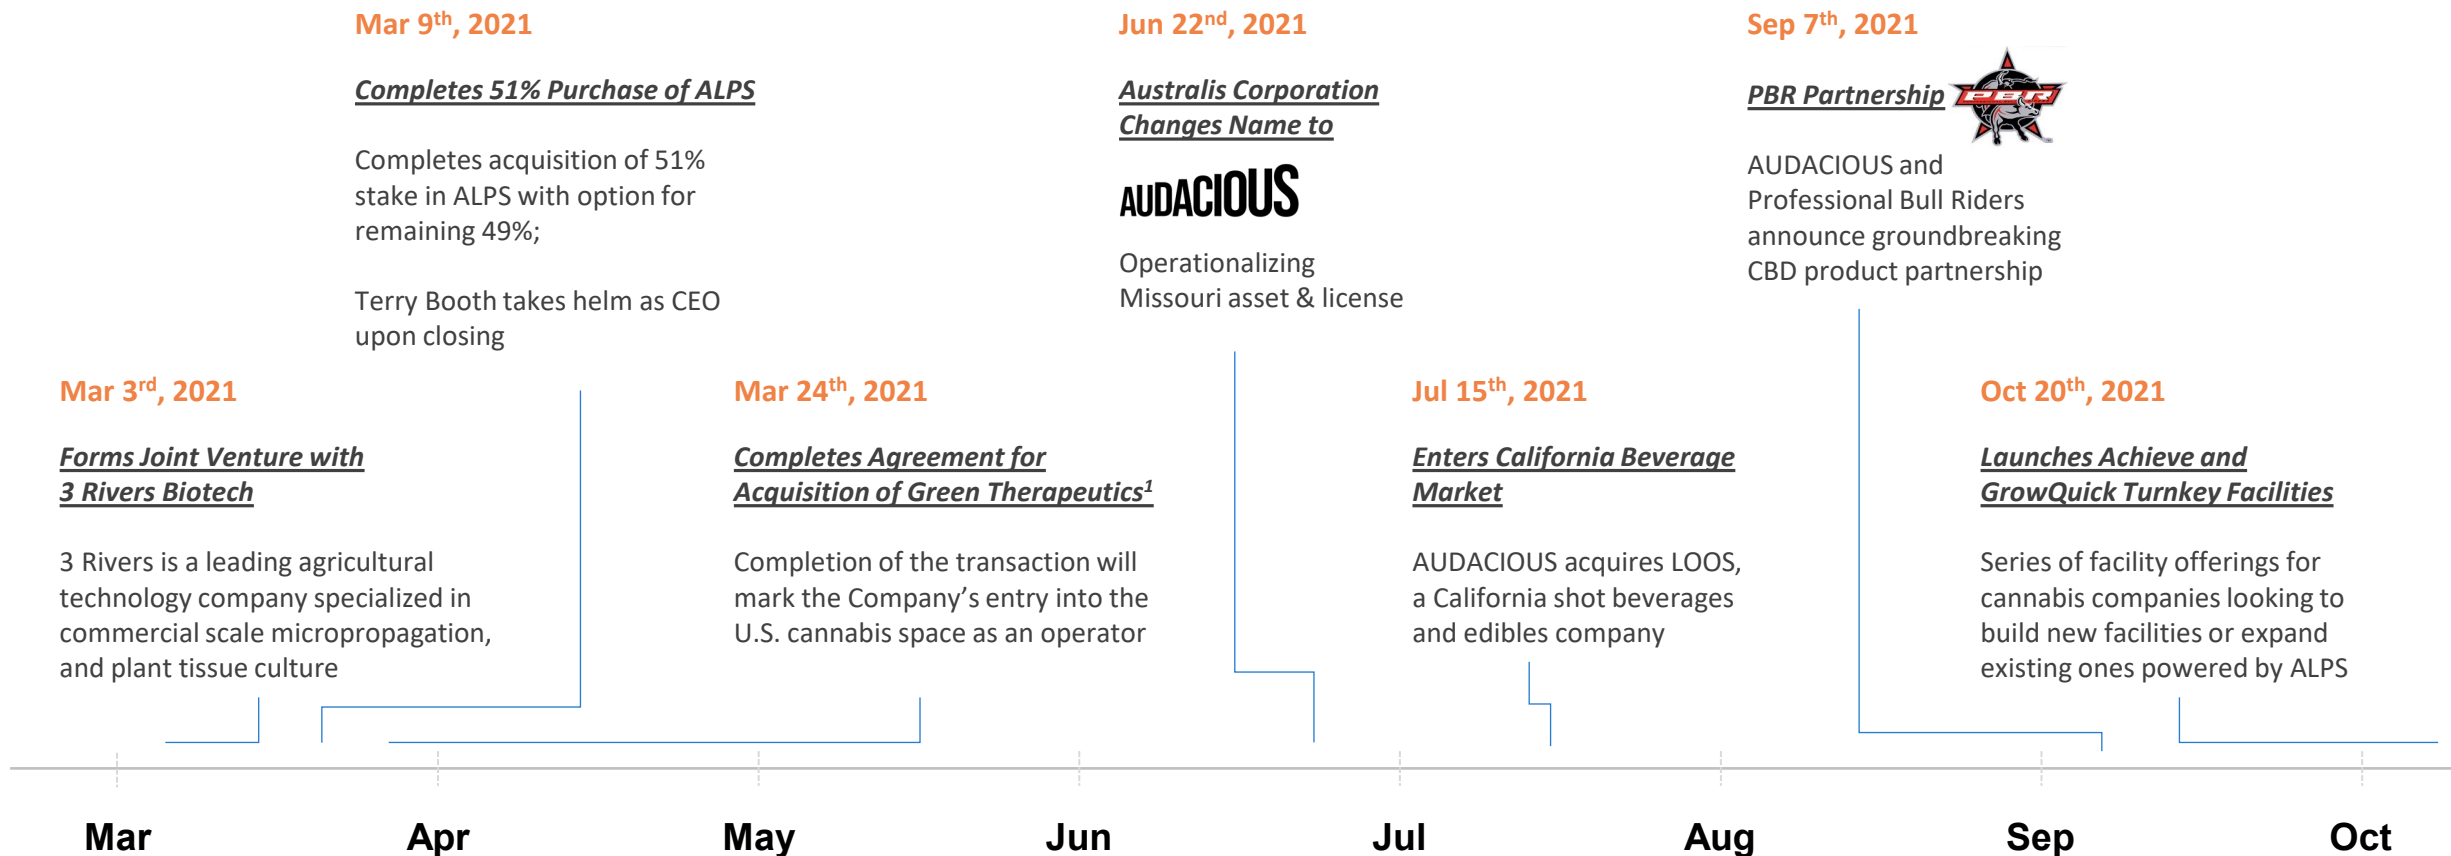 Mar 9th, 2021
Completes 51% Purchase of ALPS
Completes acquisition of 51%
stake in ALPS with option for
remaining 49%;
Terry Booth takes helm as CEO
upon closing
Jun 22nd, 2021
Australis Corporation
Changes Name to
AUDACIOUS
Operationalizing
Missouri asset & license
Sep 7th, 2021
PBR Partnership
PBR
AUDACIOUS and
Professional Bull Riders
announce groundbreaking
CBD product partnership
Mar 3rd, 2021
Forms Joint Venture with
3 Rivers Biotech
3 Rivers is a leading agricultural
technology company specialized in
commercial scale micropropagation,
and plant tissue culture
Mar 24th, 2021
Completes Agreement for
Acquisition of Green Therapeutics1
Completion of the transaction will
mark the Company’s entry into the
U.S. cannabis space as an operator
Jul 15th, 2021
Enters California Beverage
Market
AUDACIOUS acquires LOOS,
a California shot beverages
and edibles company
Oct 20th, 2021
Launches Achieve and
GrowQuick Turnkey Facilities
Series of facility offerings for
cannabis companies looking to
build new facilities or expand
existing ones powered by ALPS
Mar Apr May Jun Jul Aug Sep Oct